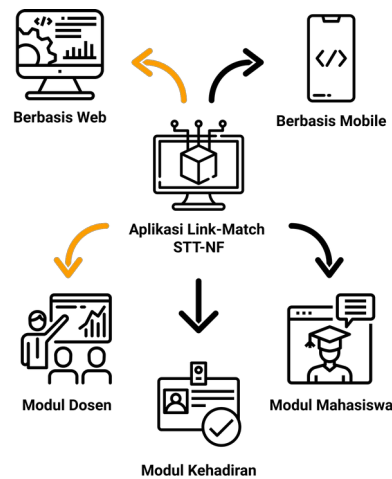 Berbasis Web
Berbasis Mobile
Aplikasi Link-Match
STT-NF
Modul Dosen
Modul Mahasiswa
Modul Kehadiran